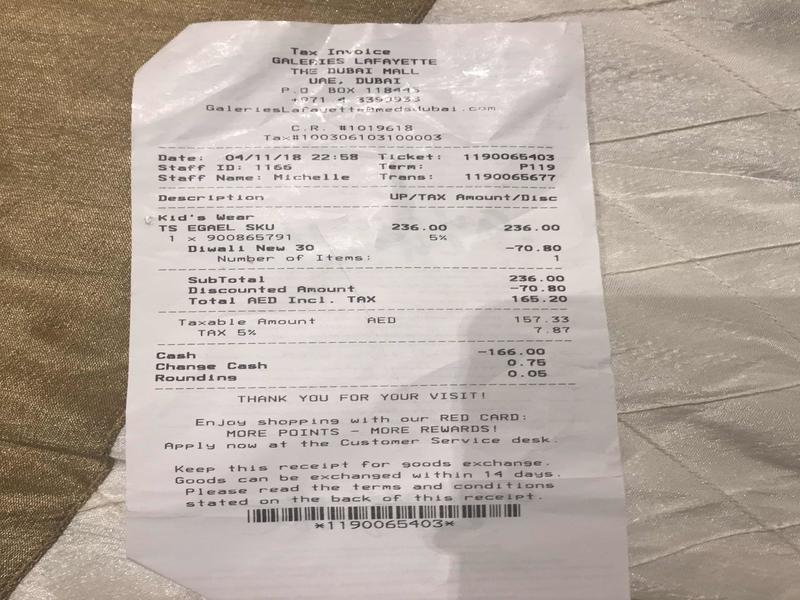 Tax Invoice
GALERIES LAFAYETTE
THE DUBAI MALL
UAE, DUBAI
P.O. BOX 118445
+971 4 3399933
GaleriesLafayette@medsdubai.com
C.R. #1019618
Tax#100306103100003
Date: 04/11/18 22:58 Ticket: 1190065403
Staff ID: 1166 Term: P119
Staff Name: Michelle Trans: 1190065677
Description UP/TAX Amount/Disc
Kid's Wear
TS EGAEL SKU 236.00 236.00
1 x 900865791 5%
Diwali New 30 -70.80
Number of Items: 1
SubTotal 236.00
Discounted Amount -70.80
Total AED Incl. TAX 165.20
Taxable Amount AED 157.33
TAX 5% 7.87
Cash -166.00
Change Cash 0.75
Rounding 0.05
THANK YOU FOR YOUR VISIT!
Enjoy shopping with our RED CARD:
MORE POINTS - MORE REWARDS!
Apply now at the Customer Service desk.
Keep this receipt for goods exchange.
Goods can be exchanged within 14 days.
Please read the terms and conditions
stated on the back of this receipt.
*1190065403*